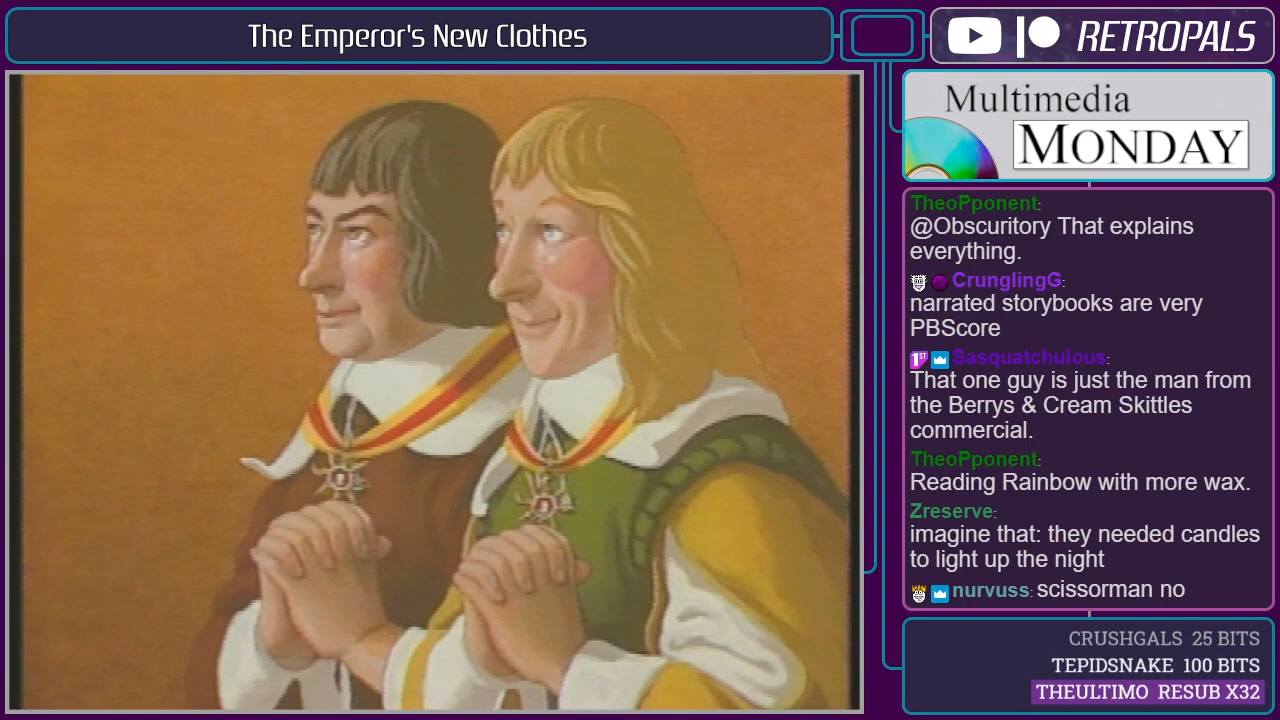 The Emperor's New Clothes
RETROPALS
Multimedia
MONDAY
TheoPponent:
@Obscuritory That explains
everything.
CrunglingG:
narrated storybooks are very
PBScore
1ST Sasquatchulous:
That one guy is just the man from
the Berrys & Cream Skittles
commercial.
TheoPponent:
Reading Rainbow with more wax.
Zreserve:
imagine that: they needed candles
to light up the night
nurvuss: scissorman no
CRUSHGALS 25 BITS
TEPIDSNAKE 100 BITS
THEULTIMO RESUB X32